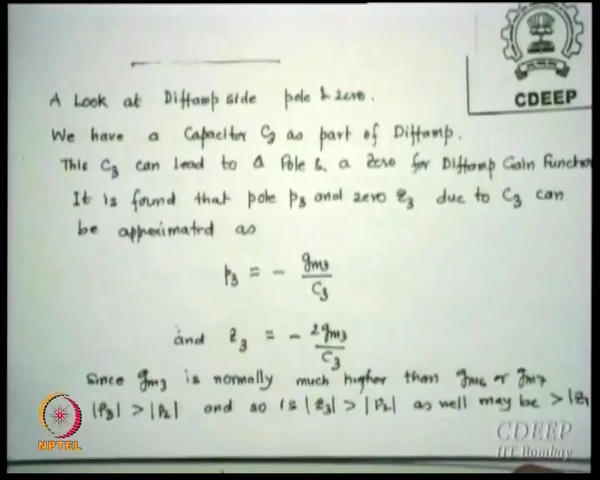 CDEEP
A Look at Diffamp side pole & zero.
We have a Capacitor C3 as part of Diffamp.
This C3 can lead to a Pole & a Zero for Diffamp Gain Function
It is found that pole p3 and zero z3 due to C3 can
be approximatrd as
p3 = - gm3 / C3
and z3 = - 2gm3 / C3
Since gm3 is normally much higher than gm6 or gm7
|P3| > |P2| and so is |Z3| > |P2| as well may be > |Z1
NPTEL
CDEEP
IIT Bombay